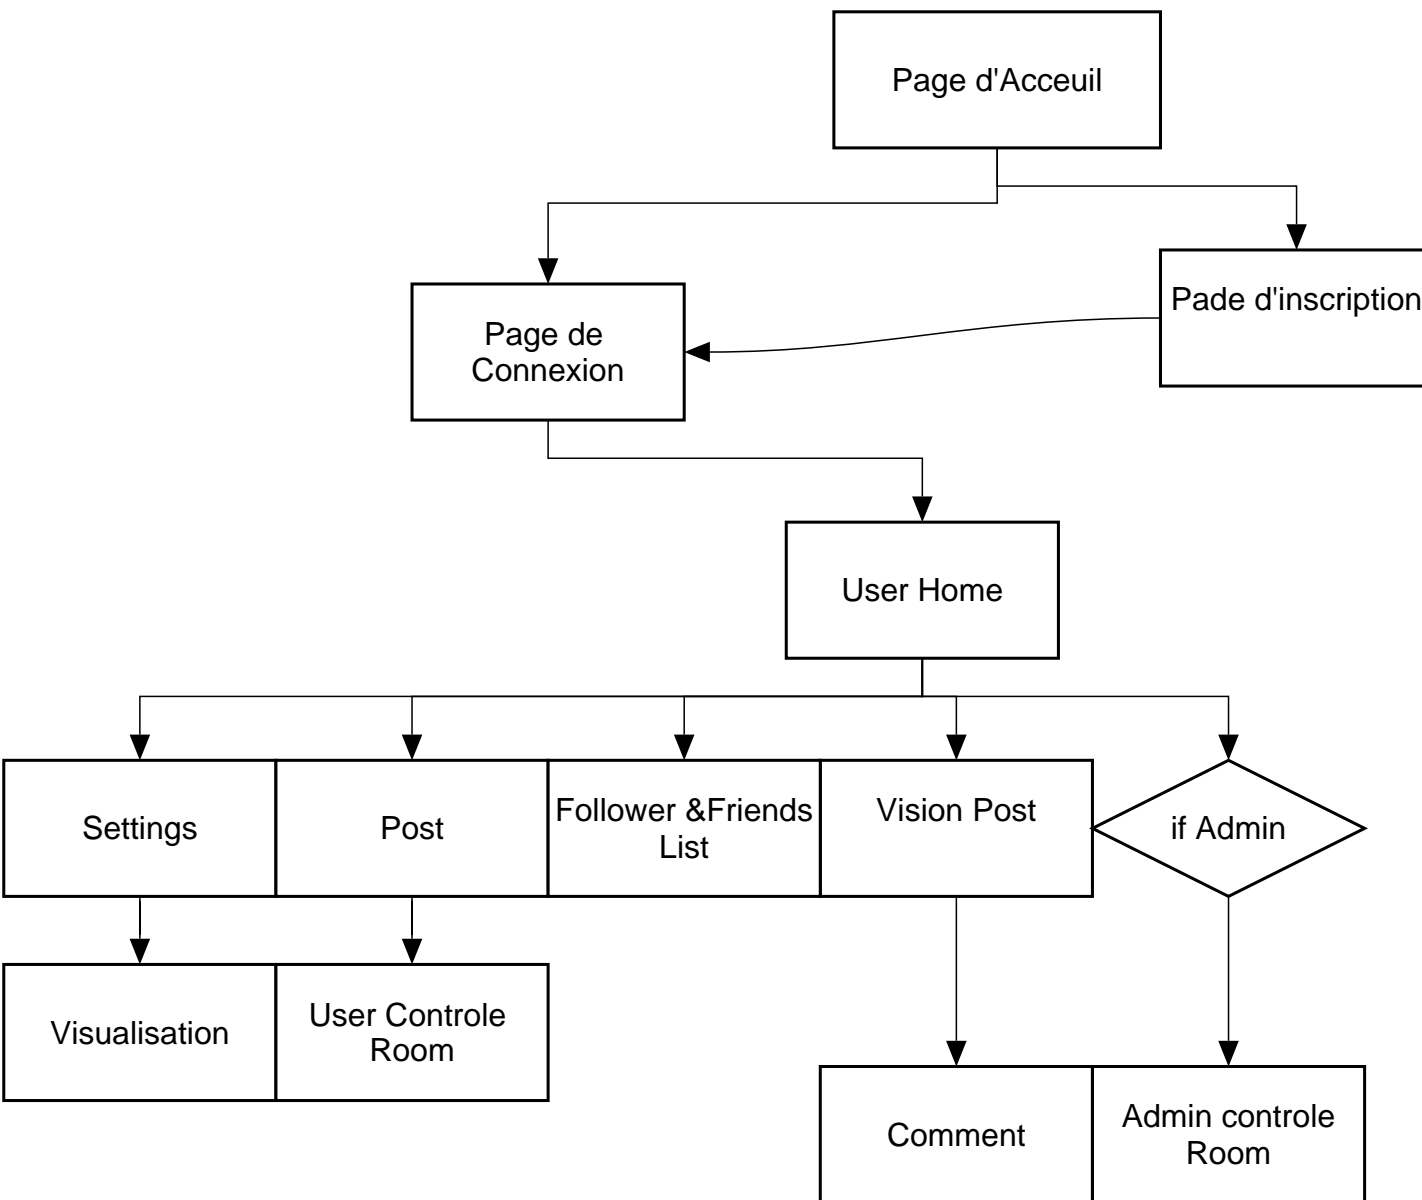 Page d'Acceuil
Pade d'inscription
Page de
Connexion
User Home
Settings
Post
Follower &Friends
List
Vision Post
if Admin
Visualisation
User Controle
Room
Comment
Admin controle
Room